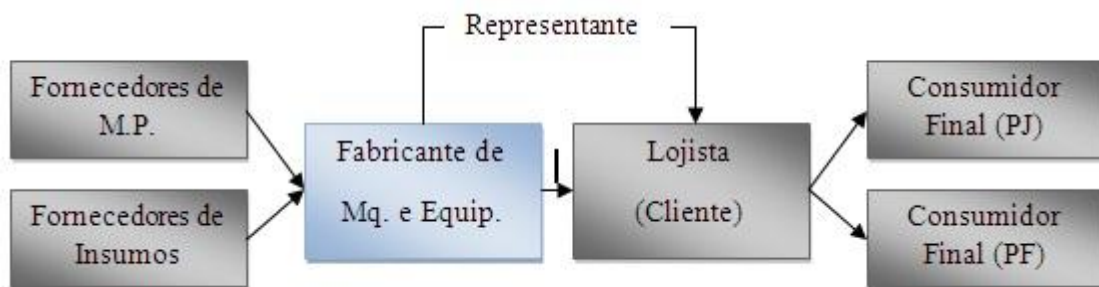 Representante
Fornecedores de
M.P.
Fornecedores de
Insumos
Fabricante de
Mq. e Equip.
Lojista
(Cliente)
Consumidor
Final (PJ)
Consumidor
Final (PF)